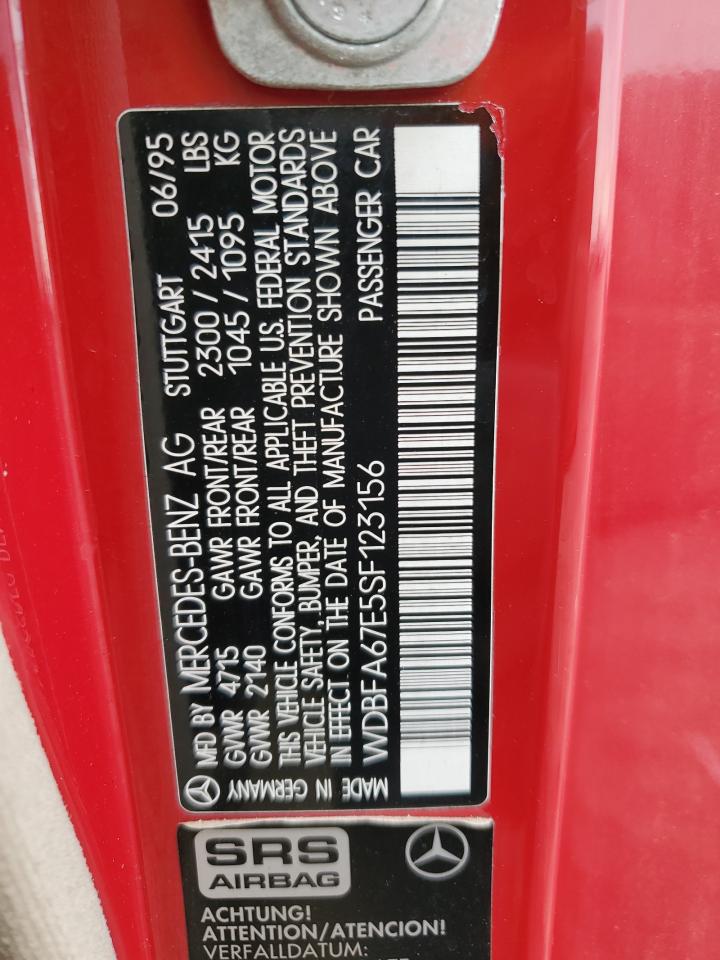 MFD BY MERCEDES-BENZ AG STUTTGART 06/95
GVWR 4715 GAWR FRONT/REAR 2300 / 2415 LBS
GVWR 2140 GAWR FRONT/REAR 1045 / 1095 KG
THIS VEHICLE CONFORMS TO ALL APPLICABLE U.S. FEDERAL MOTOR
VEHICLE SAFETY, BUMPER, AND THEFT PREVENTION STANDARDS
IN EFFECT ON THE DATE OF MANUFACTURE SHOWN ABOVE
WDBFA67E5SF123156 PASSENGER CAR
MADE IN GERMANY
SRS
AIRBAG
ACHTUNG!
ATTENTION/ATENCION!
VERFALLDATUM: